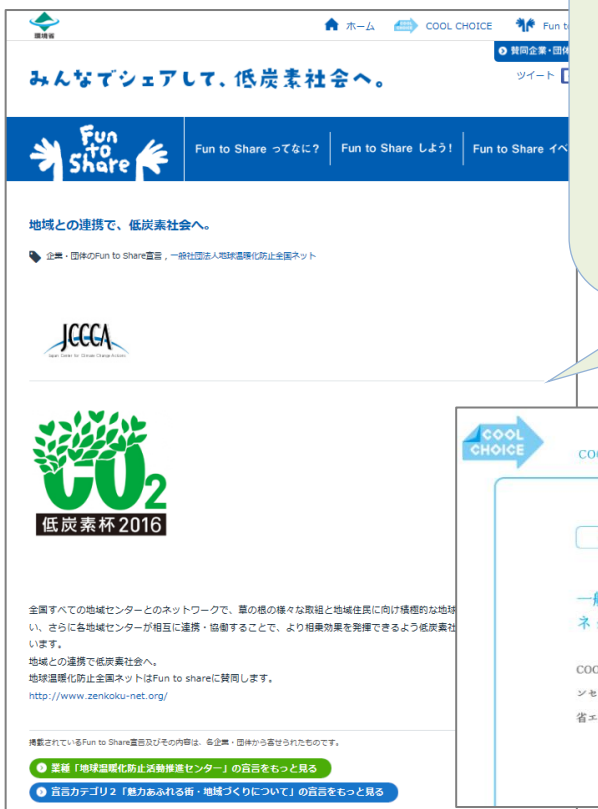 環境省
ホーム
COOL CHOICE
Fun to
賛同企業・団体
みんなでシェアして、低炭素社会へ。
ツイート
Fun to Share
Fun to Share ってなに?
Fun to Share しよう!
Fun to Share イベ
地域との連携で、低炭素社会へ。
企業・団体のFun to Share宣言 , 一般社団法人地球温暖化防止全国ネット
JCCCA
Japan Center for Climate Change Actions
CO2
低炭素杯2016
全国すべての地域センターとのネットワークで、草の根の様々な取組と地域住民に向け積極的な地球
い、さらに各地域センターが相互に連携・協働することで、より相乗効果を発揮できるよう低炭素社
います。
地域との連携で低炭素社会へ。
地球温暖化防止全国ネットはFun to shareに賛同します。
http://www.zenkoku-net.org/
掲載されているFun to Share宣言及びその内容は、各企業・団体から寄せられたものです。
業種「地球温暖化防止活動推進センター」の宣言をもっと見る
宣言カテゴリ2「魅力あふれる街・地域づくりについて」の宣言をもっと見る
COOL CHOICE
COO
一般
ネッ
COO
ンセ
省エ